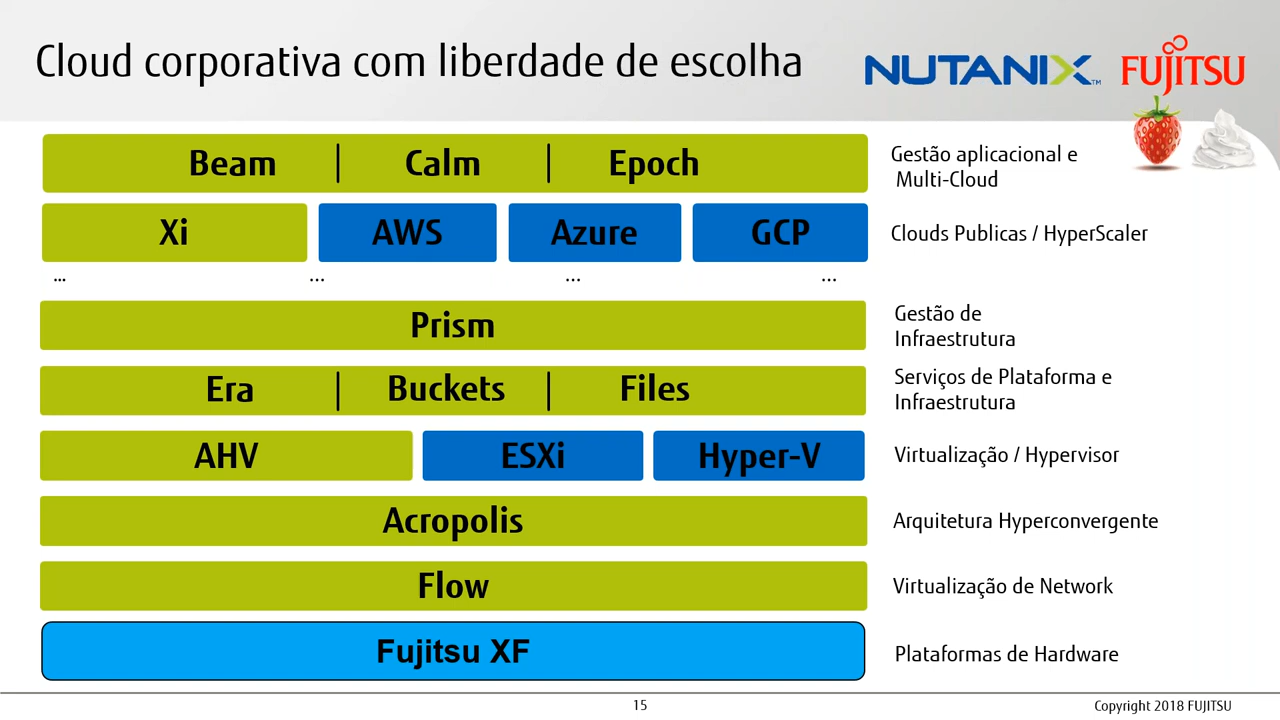 Cloud corporativa com liberdade de escolha
NUTANIX™
FUJITSU
Beam | Calm | Epoch
Gestão aplicacional e
Multi-Cloud
Xi AWS Azure GCP
Clouds Publicas / HyperScaler
... ... ... ...
Prism
Gestão de
Infraestrutura
Era | Buckets | Files
Serviços de Plataforma e
Infraestrutura
AHV ESXi Hyper-V
Virtualização / Hypervisor
Acropolis
Arquitetura Hyperconvergente
Flow
Virtualização de Network
Fujitsu XF
Plataformas de Hardware
15
Copyright 2018 FUJITSU